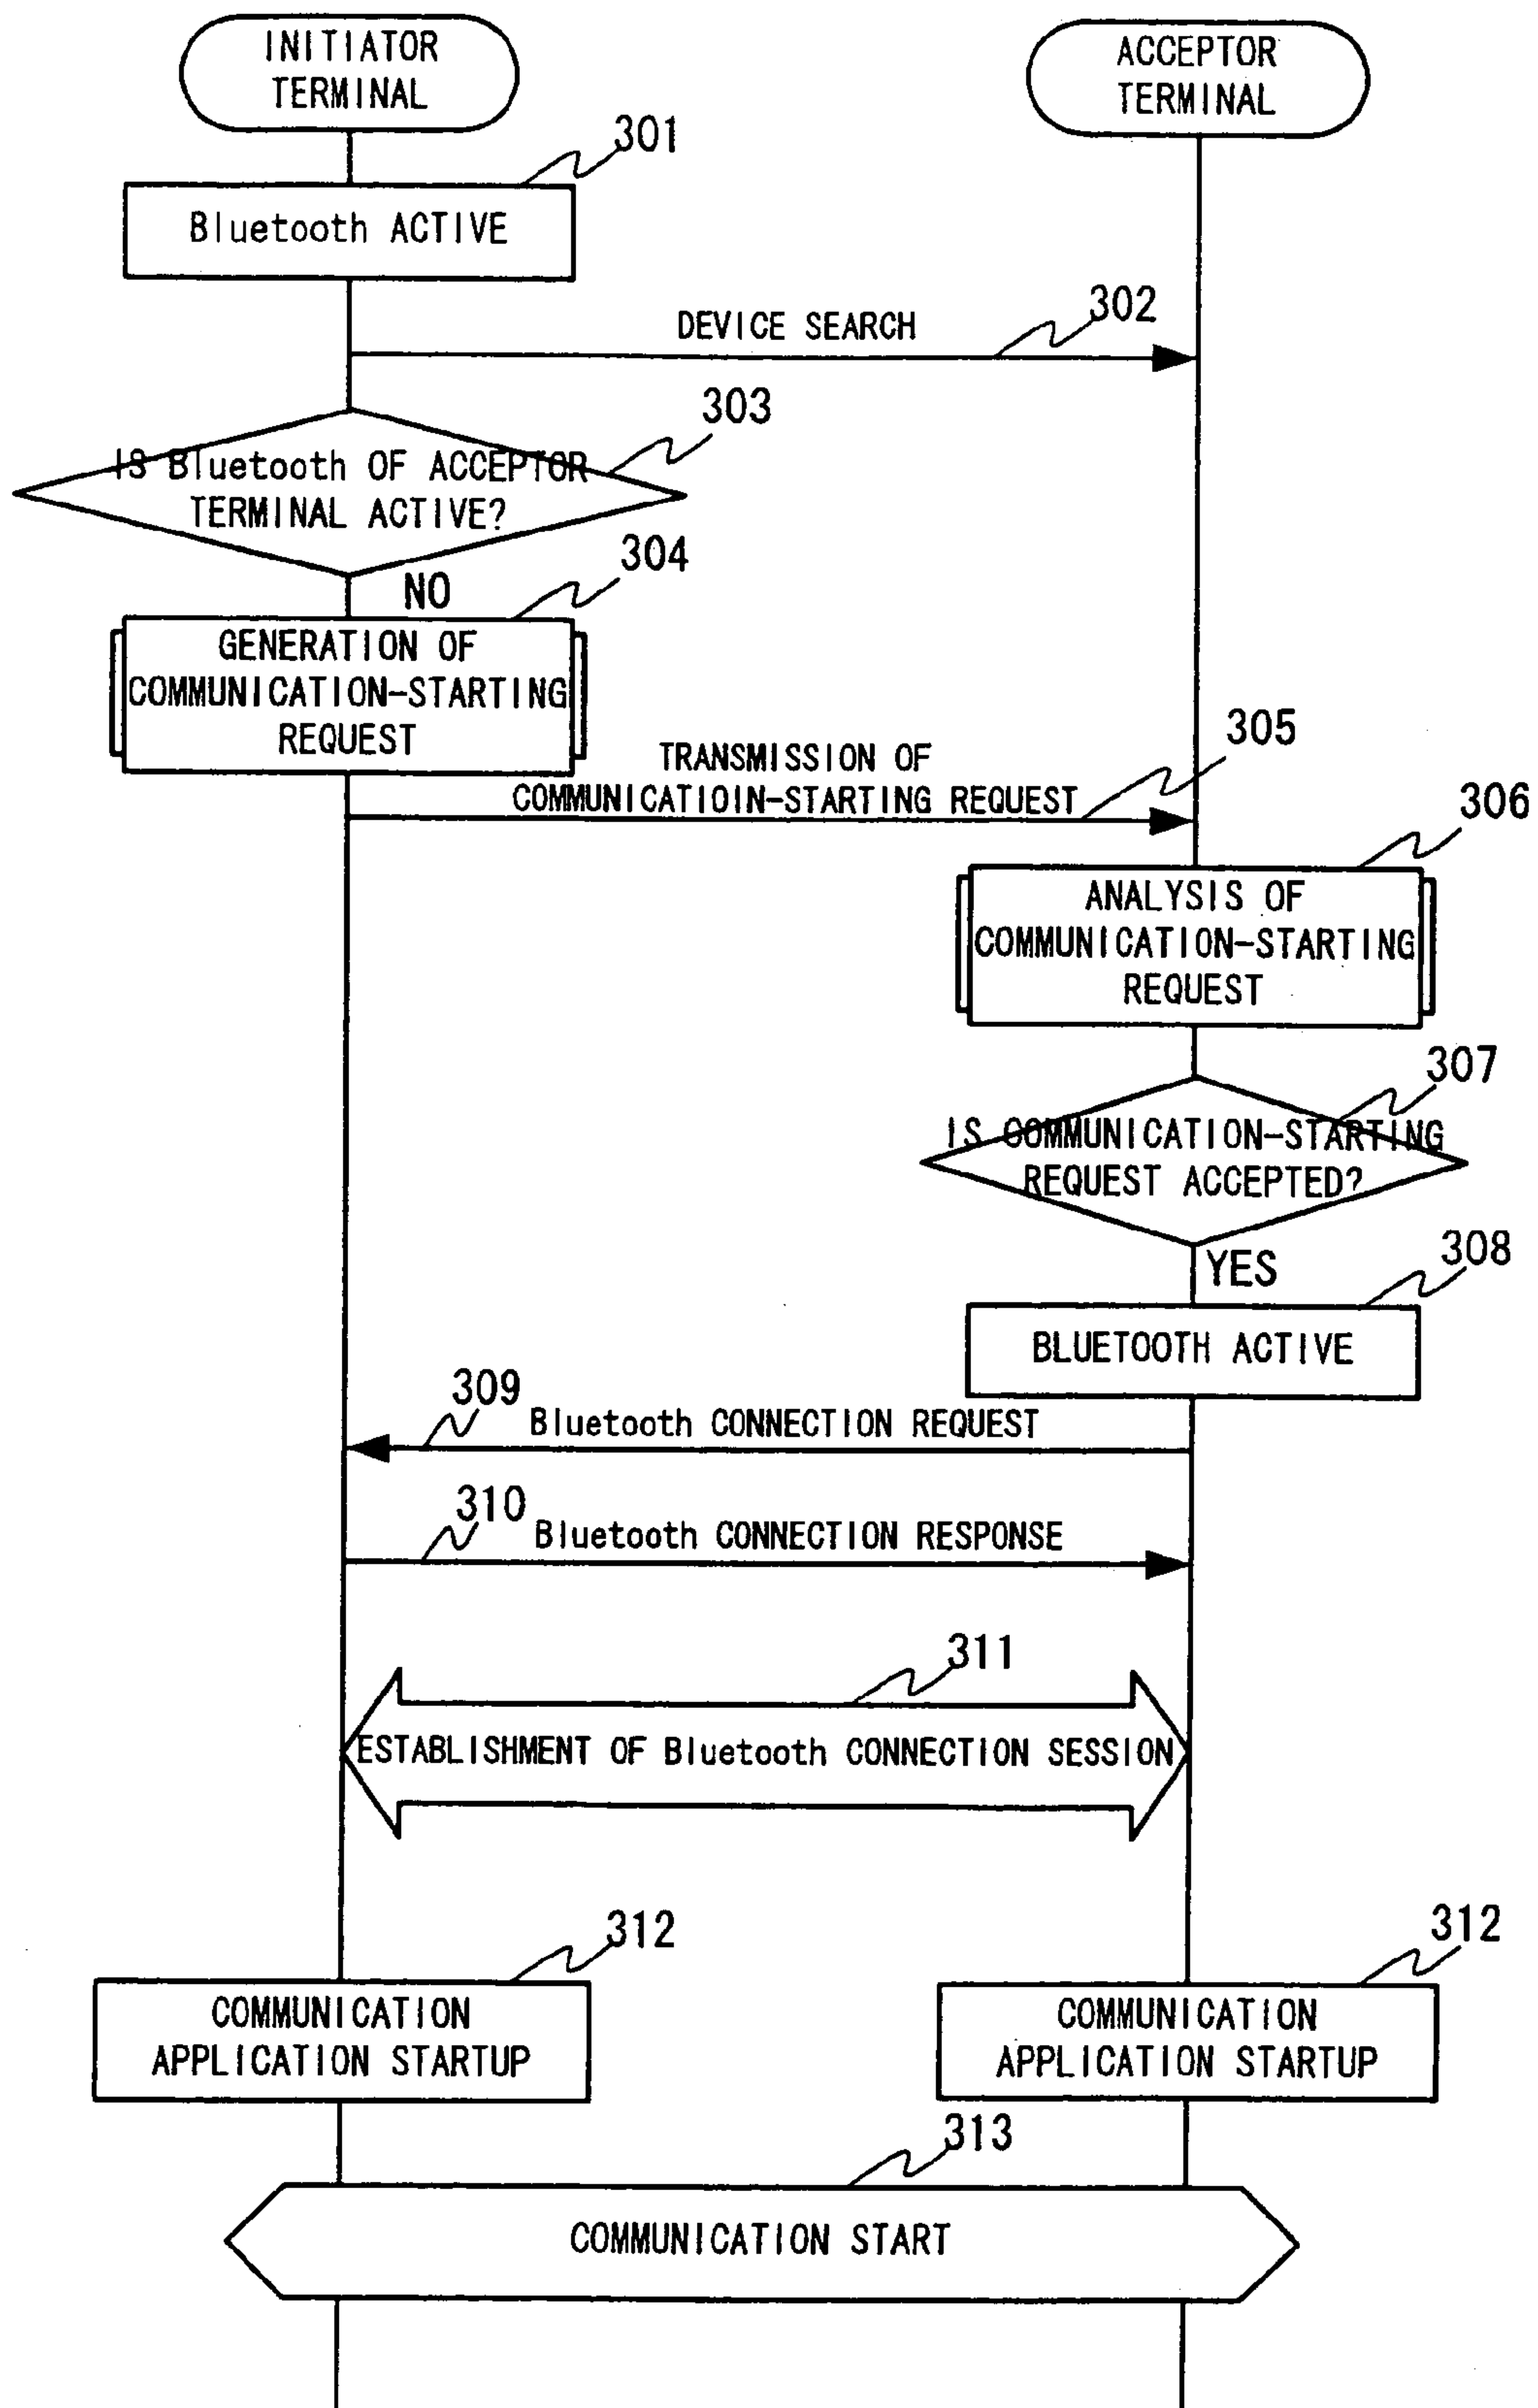 INITIATOR
TERMINAL
ACCEPTOR
TERMINAL
301
Bluetooth ACTIVE
302
DEVICE SEARCH
303
IS Bluetooth OF ACCEPTOR
TERMINAL ACTIVE?
304
NO
GENERATION OF
COMMUNICATION-STARTING
REQUEST
305
TRANSMISSION OF
COMMUNICATIOIN-STARTING REQUEST
306
ANALYSIS OF
COMMUNICATION-STARTING
REQUEST
307
IS COMMUNICATION-STARTING
REQUEST ACCEPTED?
308
YES
BLUETOOTH ACTIVE
309
Bluetooth CONNECTION REQUEST
310
Bluetooth CONNECTION RESPONSE
311
ESTABLISHMENT OF Bluetooth CONNECTION SESSION
312
COMMUNICATION
APPLICATION STARTUP
312
COMMUNICATION
APPLICATION STARTUP
313
COMMUNICATION START